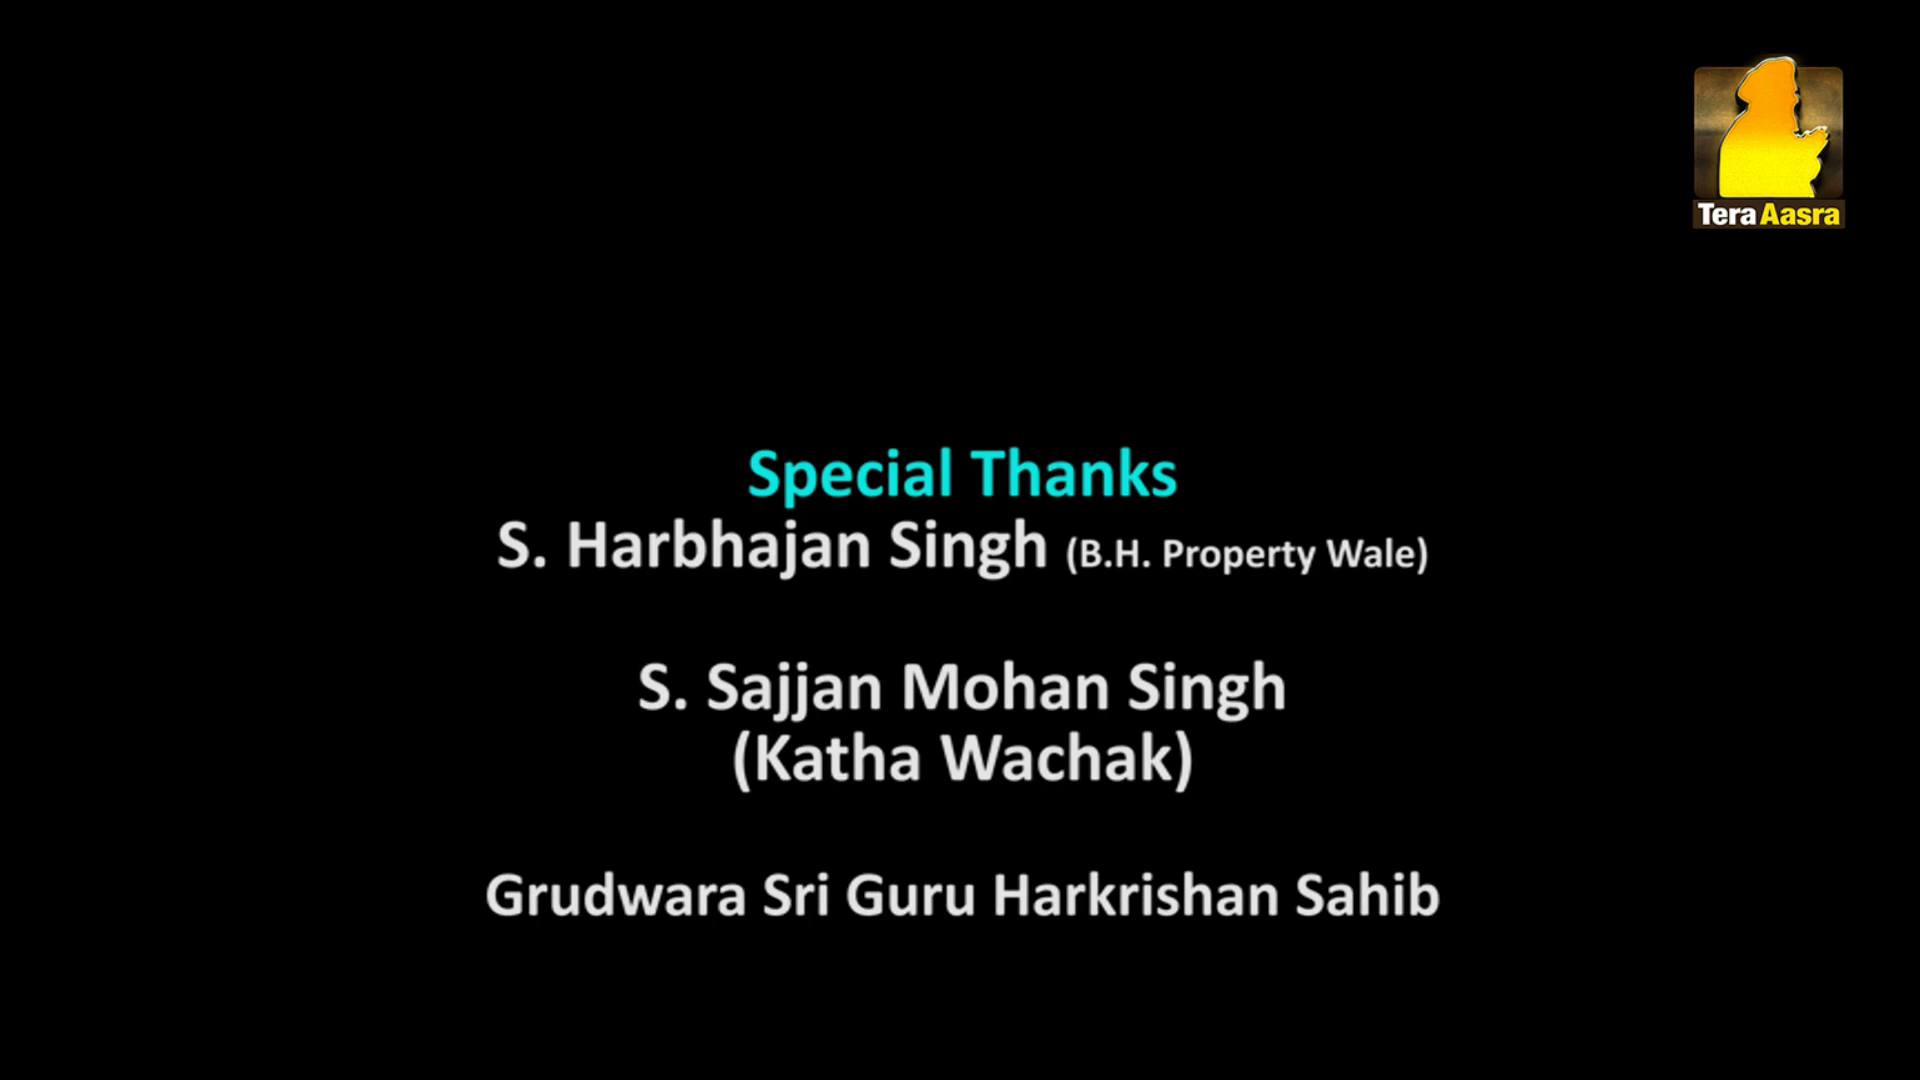 Tera Aasra
Special Thanks
S. Harbhajan Singh (B.H. Property Wale)
S. Sajjan Mohan Singh
(Katha Wachak)
Grudwara Sri Guru Harkrishan Sahib